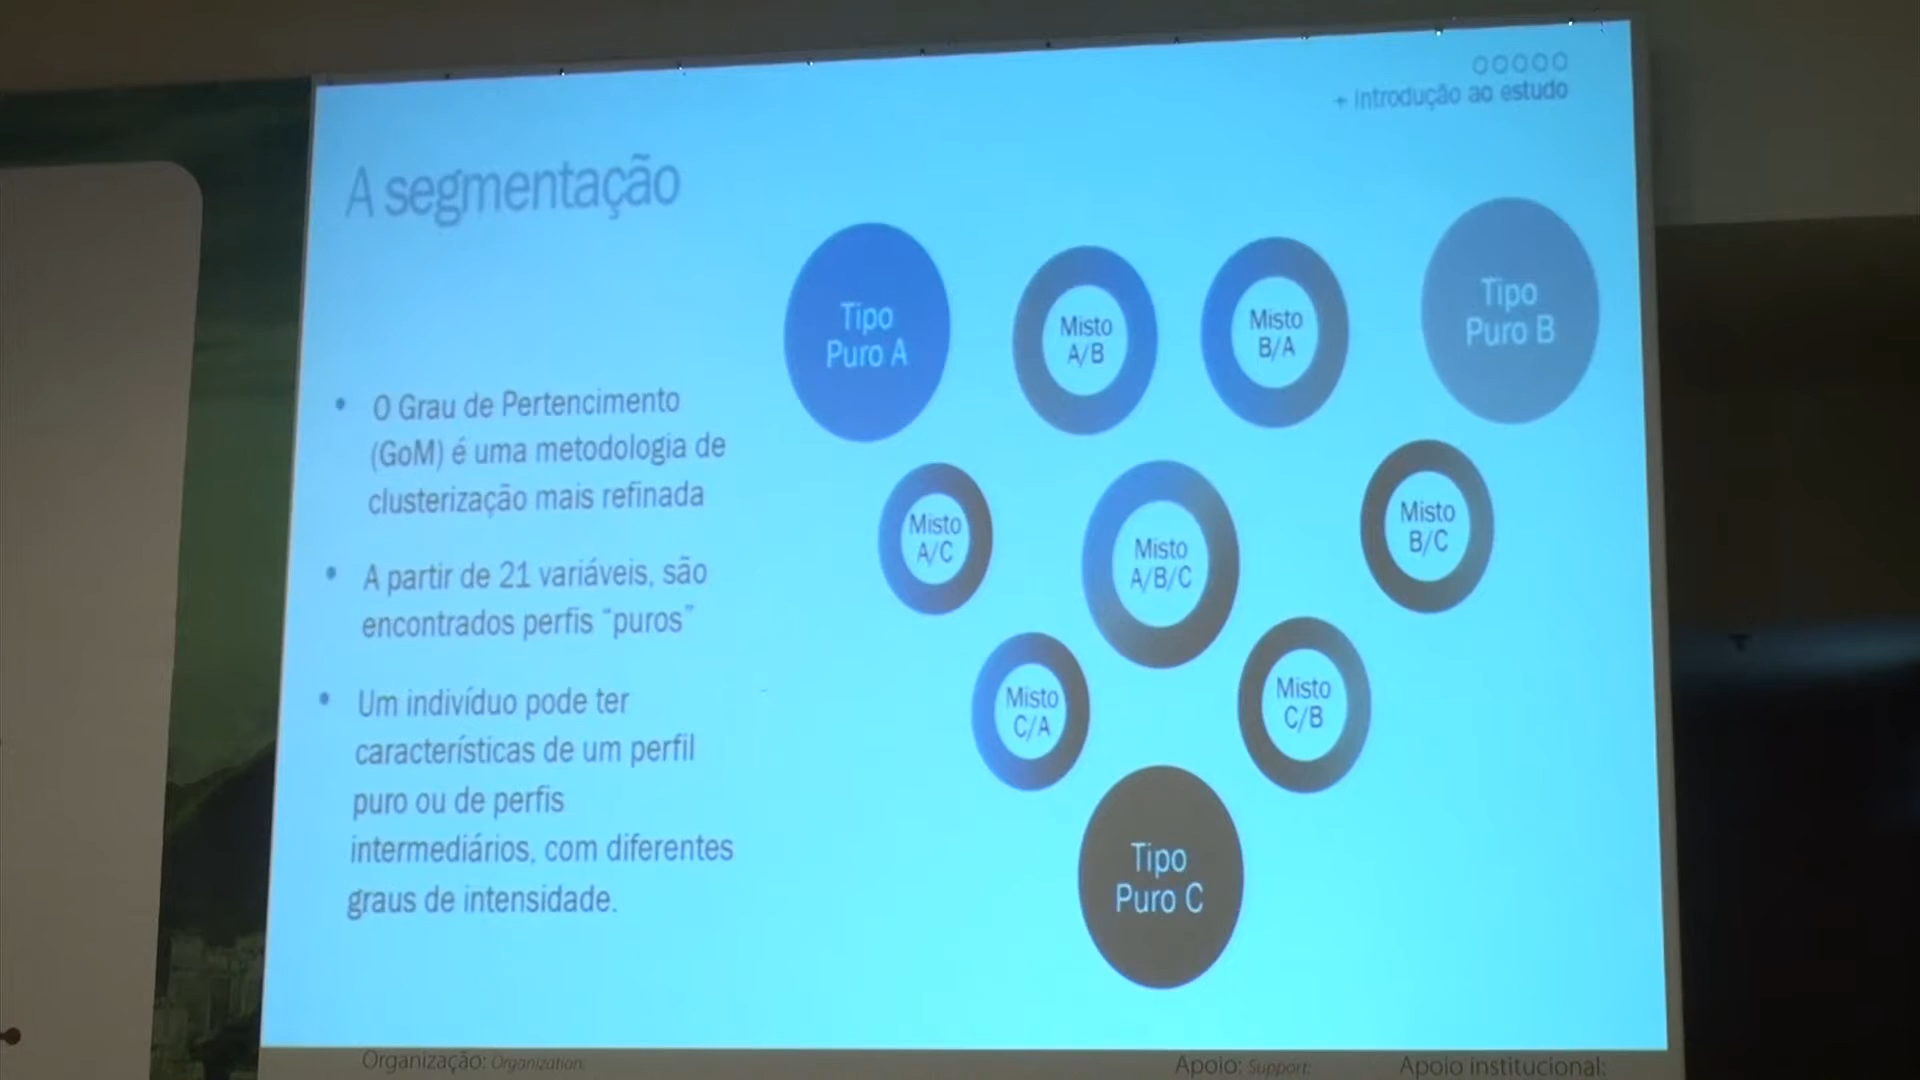 + Introdução ao estudo
A segmentação
• O Grau de Pertencimento
(GoM) é uma metodologia de
clusterização mais refinada
• A partir de 21 variáveis, são
encontrados perfis “puros”
• Um indivíduo pode ter
características de um perfil
puro ou de perfis
intermediários, com diferentes
graus de intensidade.
Tipo
Puro A
Misto
A/B
Misto
B/A
Tipo
Puro B
Misto
A/C
Misto
A/B/C
Misto
B/C
Misto
C/A
Misto
C/B
Tipo
Puro C
Organização: Organization:
Apoio: Support:
Apoio institucional: